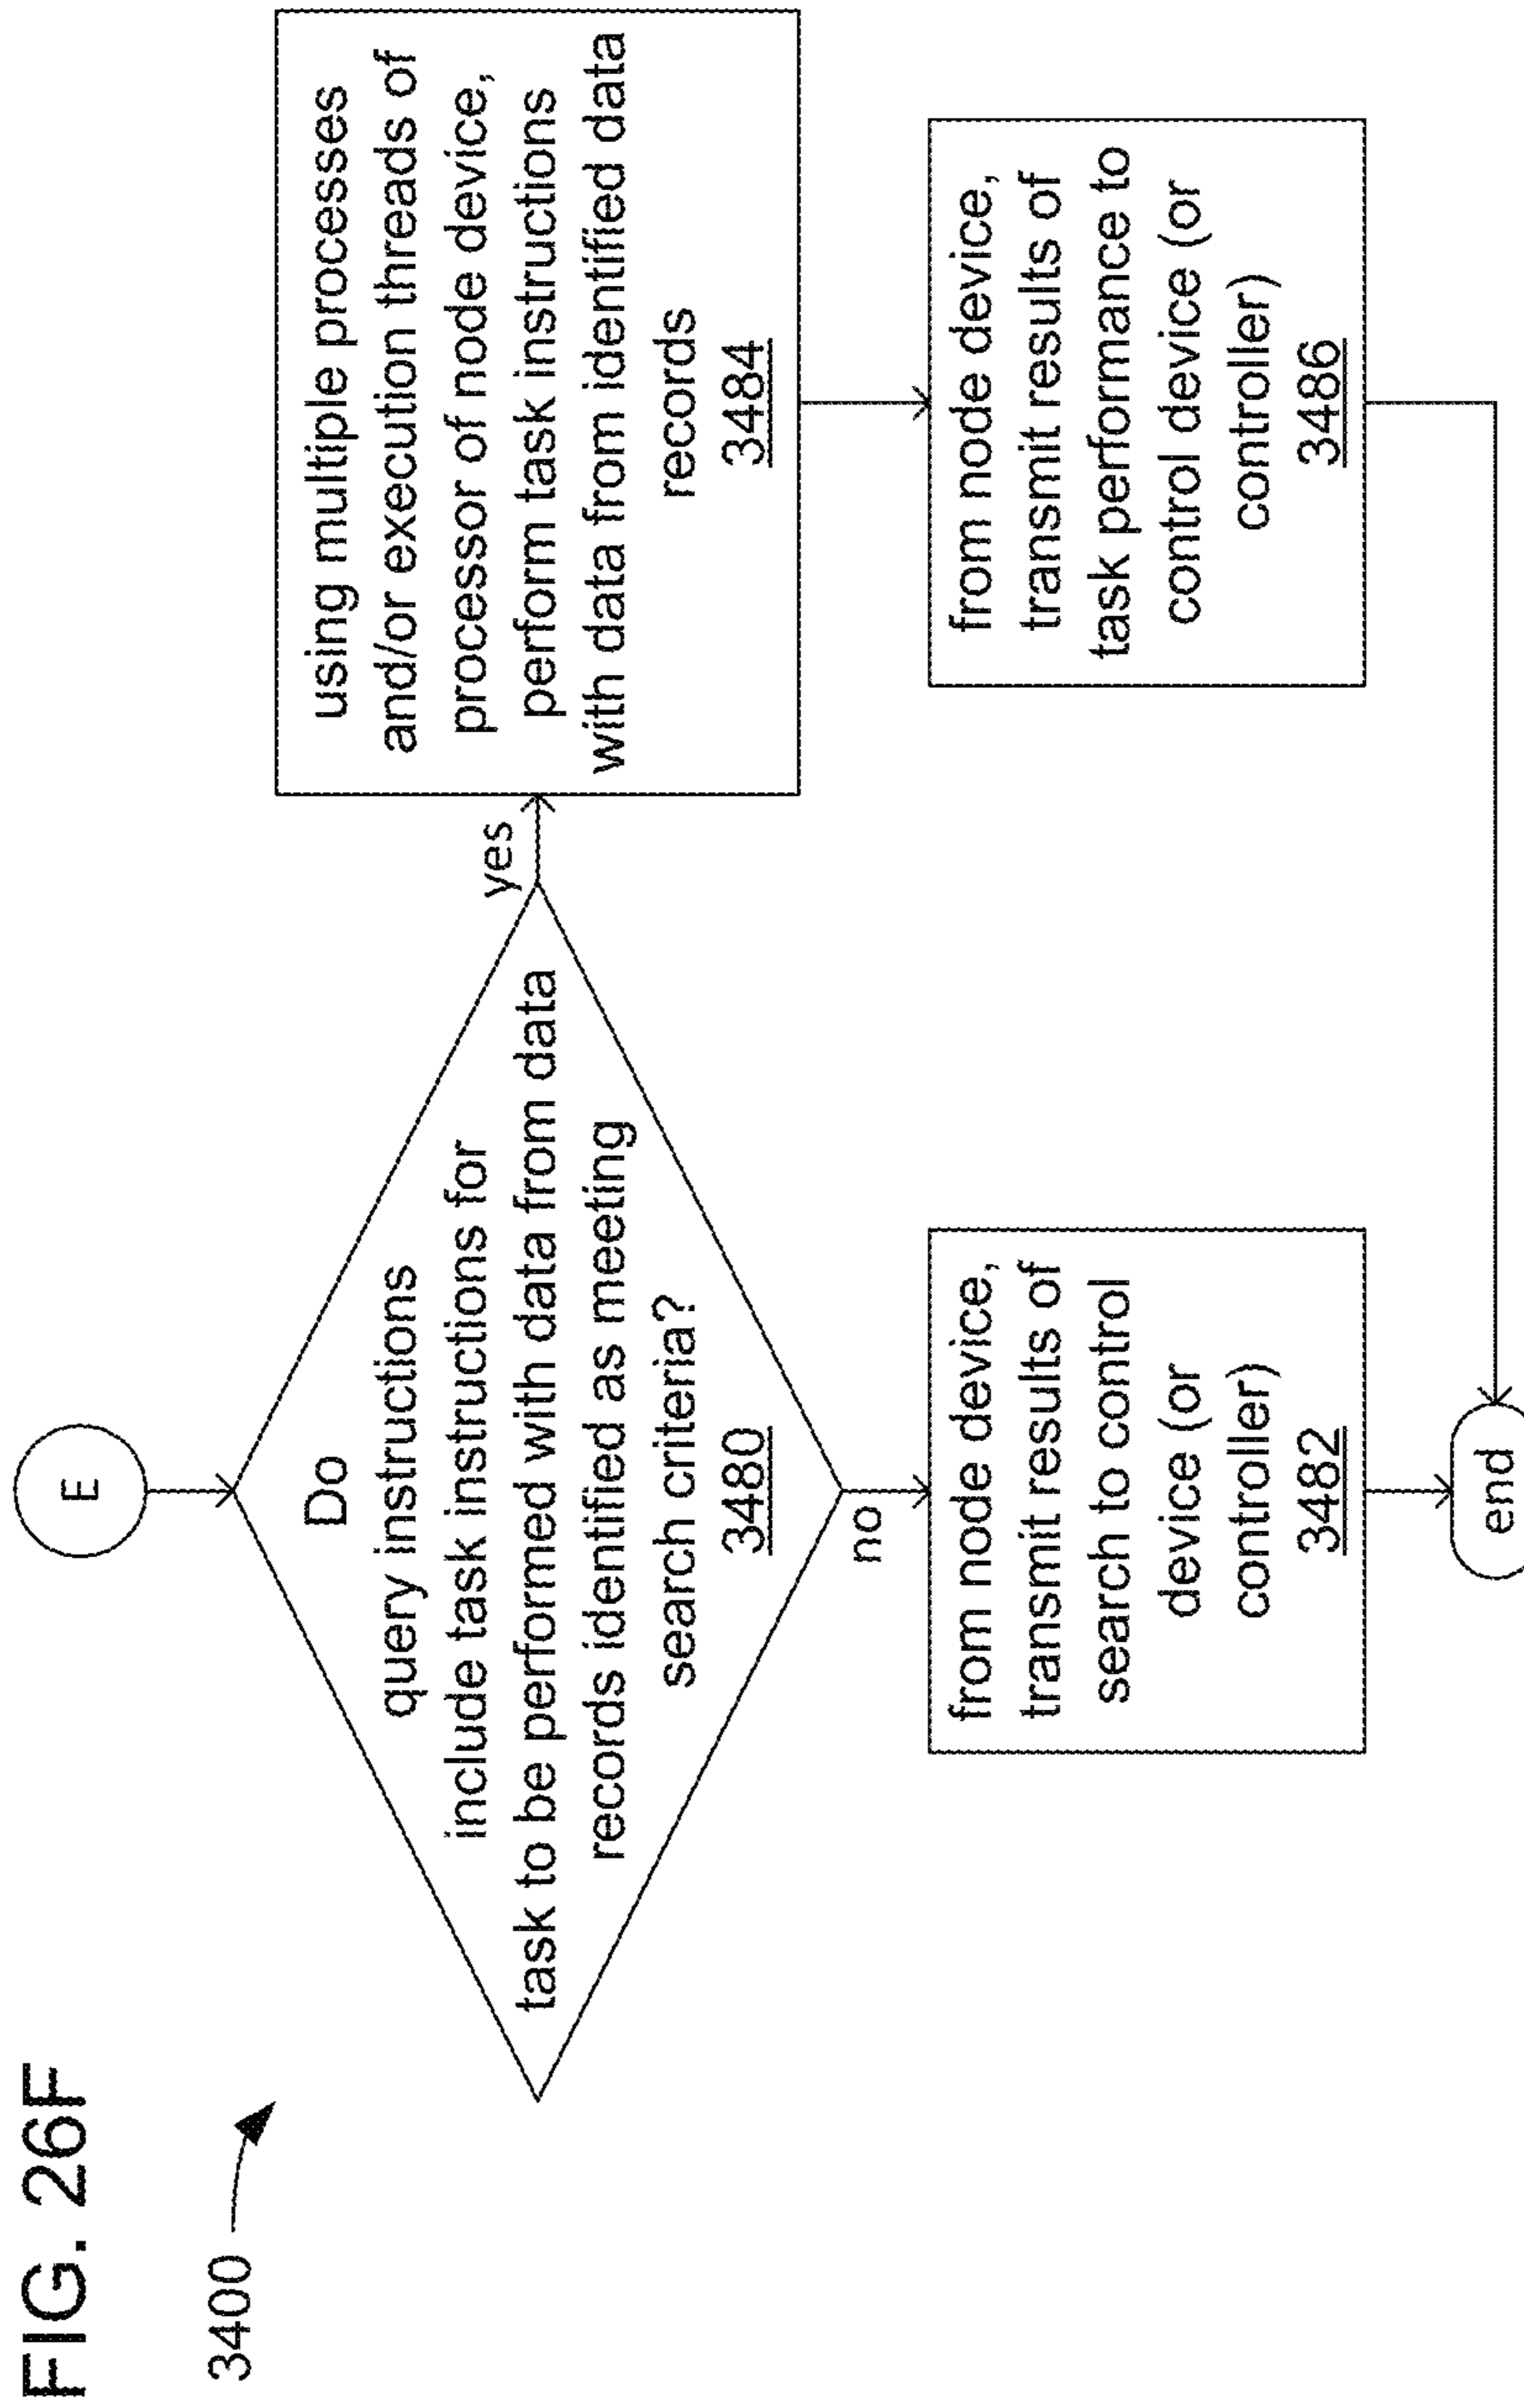 FIG. 26F
3400
E
Do
query instructions
include task instructions for
task to be performed with data from data
records identified as meeting
search criteria?
3480
yes
using multiple processes
and/or execution threads of
processor of node device,
perform task instructions
with data from identified data
records
3484
no
from node device,
transmit results of
search to control
device (or
controller)
3482
from node device,
transmit results of
task performance to
control device (or
controller)
3486
end